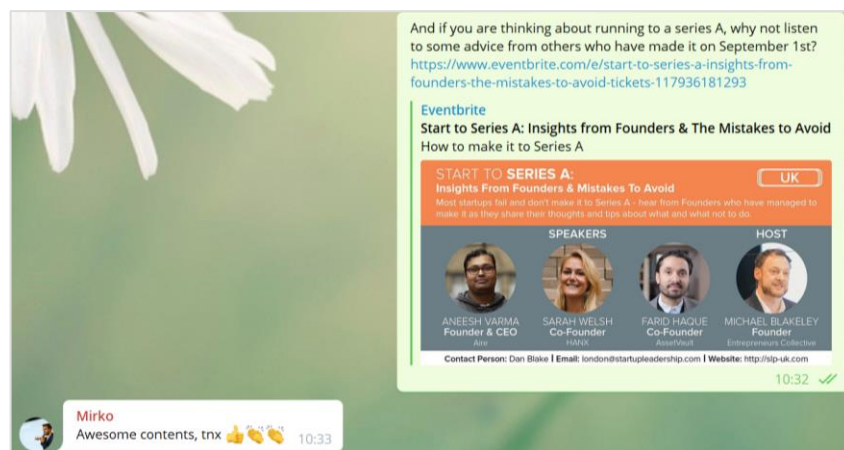 And if you are thinking about running to a series A, why not listen
to some advice from others who have made it on September 1st?
https://www.eventbrite.com/e/start-to-series-a-insights-from-
founders-the-mistakes-to-avoid-tickets-117936181293
Eventbrite
Start to Series A: Insights from Founders & The Mistakes to Avoid
How to make it to Series A
START TO SERIES A:
UK
Insights From Founders & Mistakes To Avoid
Most startups fail and don't make it to Series A - hear from Founders who have managed to
make it as they share their thoughts and tips about what and what not to do.
SPEAKERS
HOST
ANEESH VARMA
Founder & CEO
Aire
SARAH WELSH
Co-Founder
HANX
FARID HAQUE
Co-Founder
AssetVault
MICHAEL BLAKELEY
Founder
Entrepreneurs Collective
Contact Person: Dan Blake | Email: london@startupleadership.com | Website: http://slp-uk.com
10:32
Mirko
Awesome contents, tnx 👍👏👏 10:33